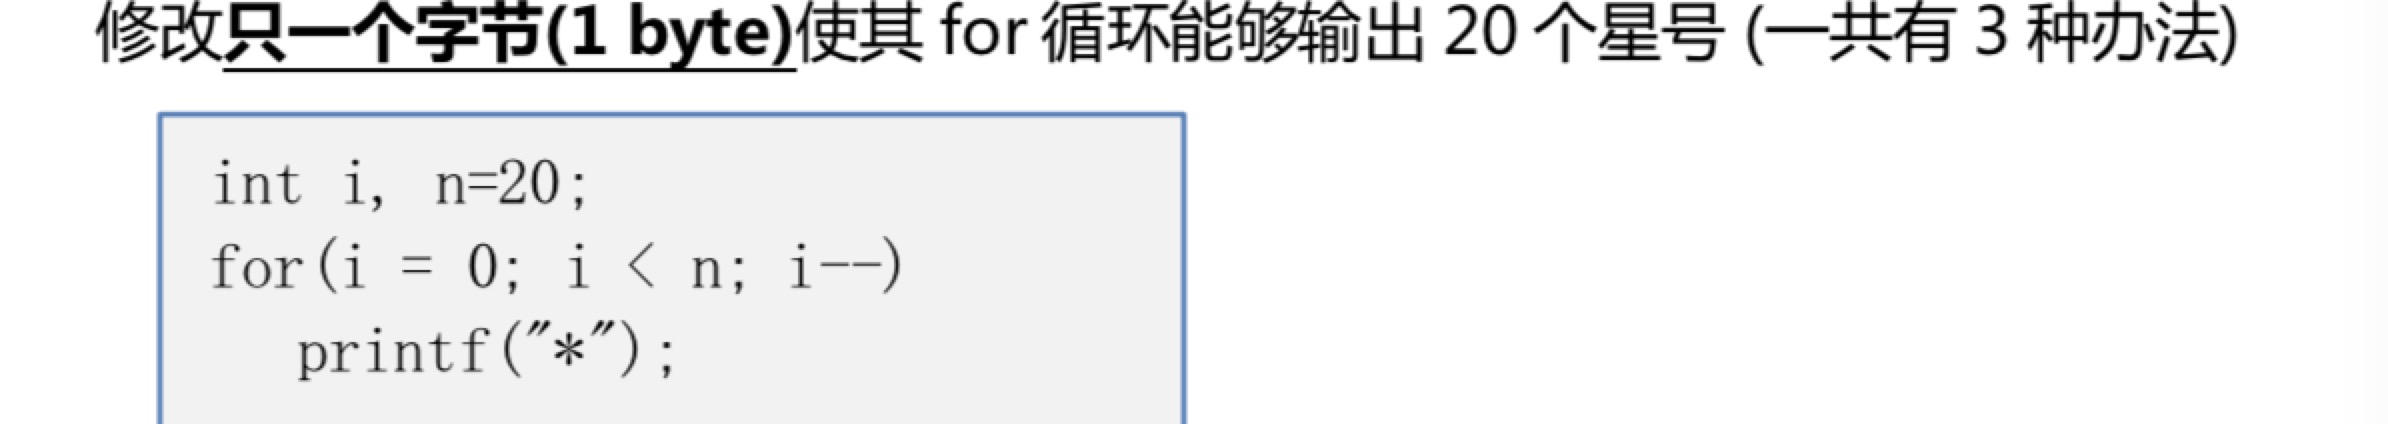 修改只一个字节(1 byte)使其 for 循环能够输出 20 个星号 (一共有 3 种办法)
int i, n=20;
for(i = 0; i < n; i--)
printf("*");